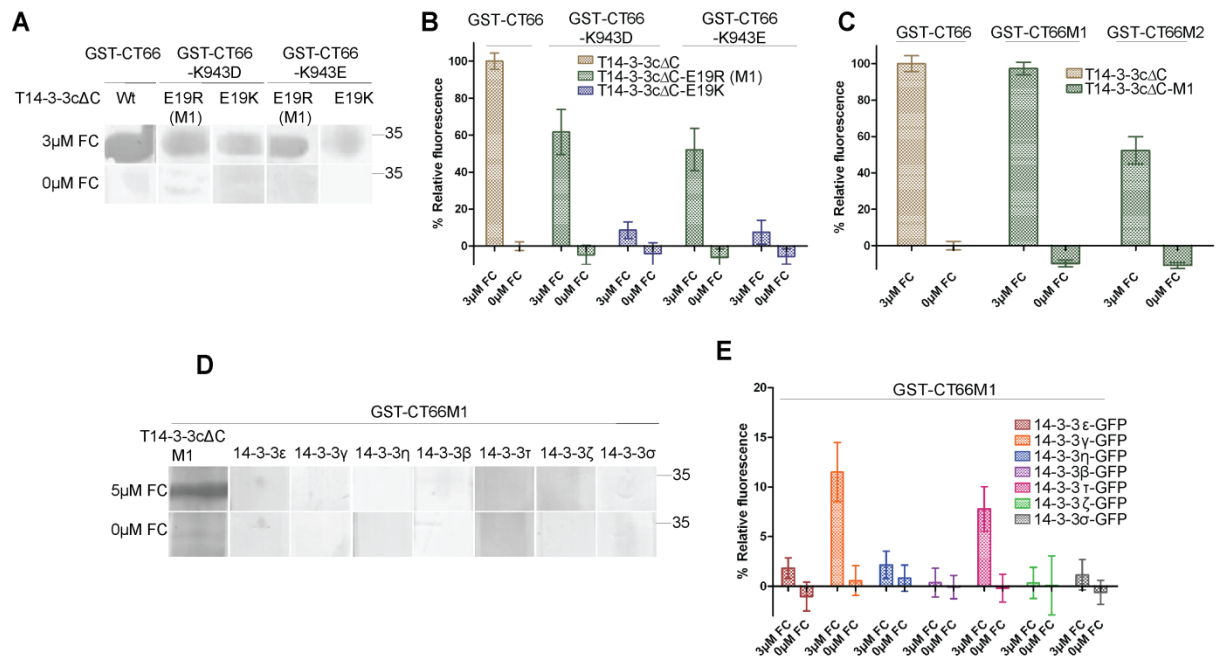 A
GST-CT66 GST-CT66 GST-CT66
-K943D -K943E
T14-3-3cΔC Wt E19R E19K E19R E19K
(M1) (M1)
3μM FC 35
0μM FC 35
B
GST-CT66 GST-CT66 GST-CT66
-K943D -K943E
% Relative fluorescence
100
80
60
40
20
0
T14-3-3cΔC
T14-3-3cΔC-E19R (M1)
T14-3-3cΔC-E19K
3μM FC 0μM FC 3μM FC 0μM FC 3μM FC 0μM FC 3μM FC 0μM FC 3μM FC 0μM FC
C
GST-CT66 GST-CT66M1 GST-CT66M2
% Relative fluorescence
100
80
60
40
20
0
T14-3-3cΔC
T14-3-3cΔC-M1
3μM FC 0μM FC 3μM FC 0μM FC 3μM FC 0μM FC
D
GST-CT66M1
T14-3-3cΔC
M1 14-3-3ε 14-3-3γ 14-3-3η 14-3-3β 14-3-3τ 14-3-3ζ 14-3-3σ
5μM FC 35
0μM FC 35
E
GST-CT66M1
% Relative fluorescence
20
15
10
5
0
14-3-3ε-GFP
14-3-3γ-GFP
14-3-3η-GFP
14-3-3β-GFP
14-3-3τ-GFP
14-3-3ζ-GFP
14-3-3σ-GFP
3μM FC 0μM FC 3μM FC 0μM FC 3μM FC 0μM FC 3μM FC 0μM FC 3μM FC 0μM FC 3μM FC 0μM FC 3μM FC 0μM FC